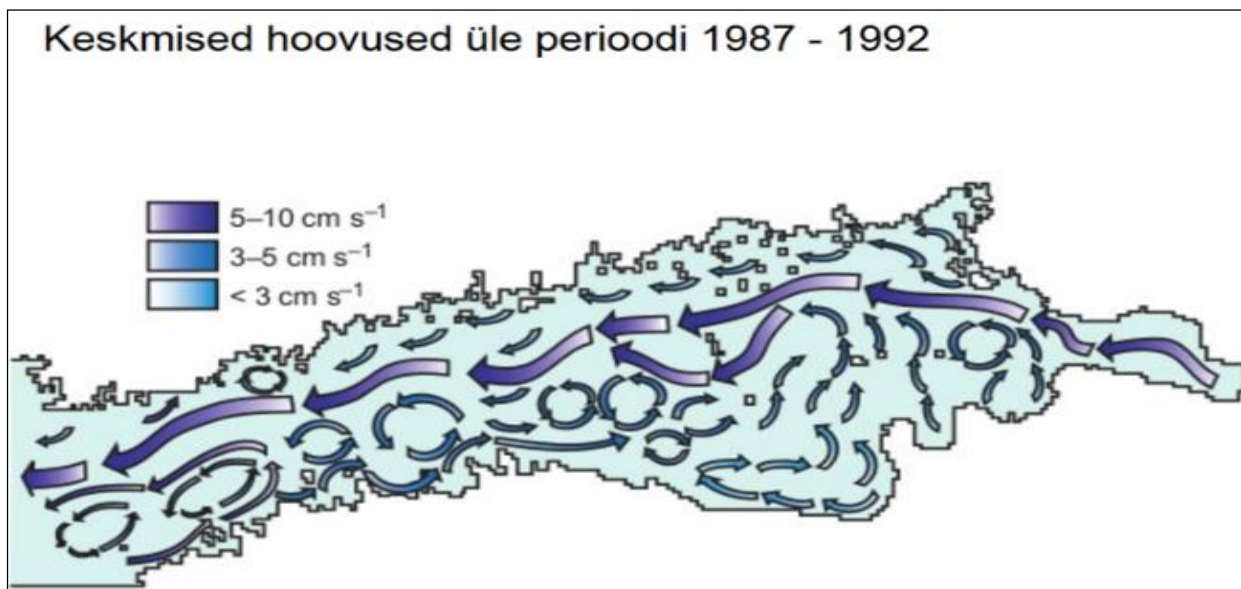 Keskmised hoovused üle perioodi 1987 - 1992
5–10 cm s⁻¹
3–5 cm s⁻¹
< 3 cm s⁻¹